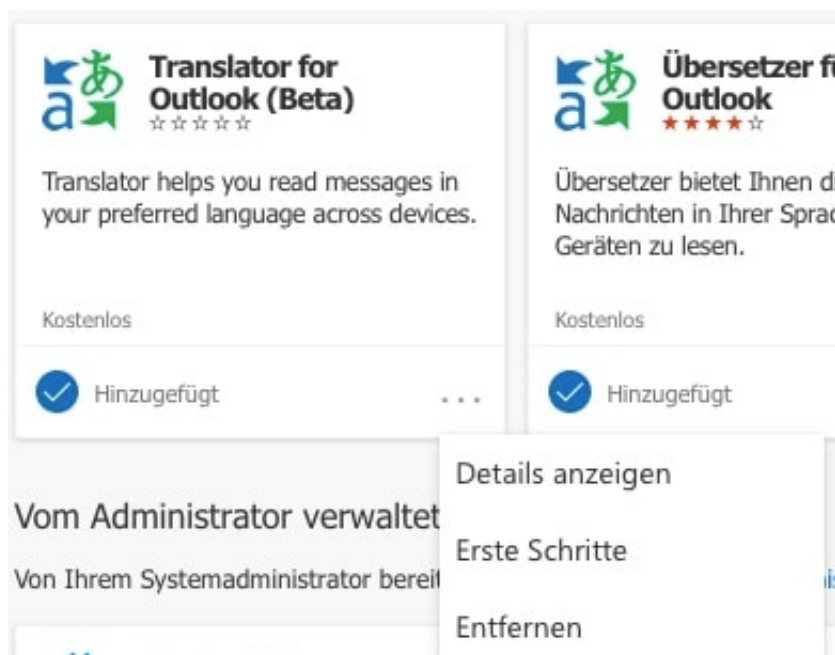 Translator for
Outlook (Beta)
Translator helps you read messages in
your preferred language across devices.
Kostenlos
Hinzugefügt
...
Übersetzer
Outlook
Übersetzer bietet Ihnen
Nachrichten in Ihrer
Geräten zu lesen.
Kostenlos
Hinzugefügt
Details anzeigen
Erste Schritte
Entfernen
Vom Administrator verwaltet
Von Ihrem Systemadministrator